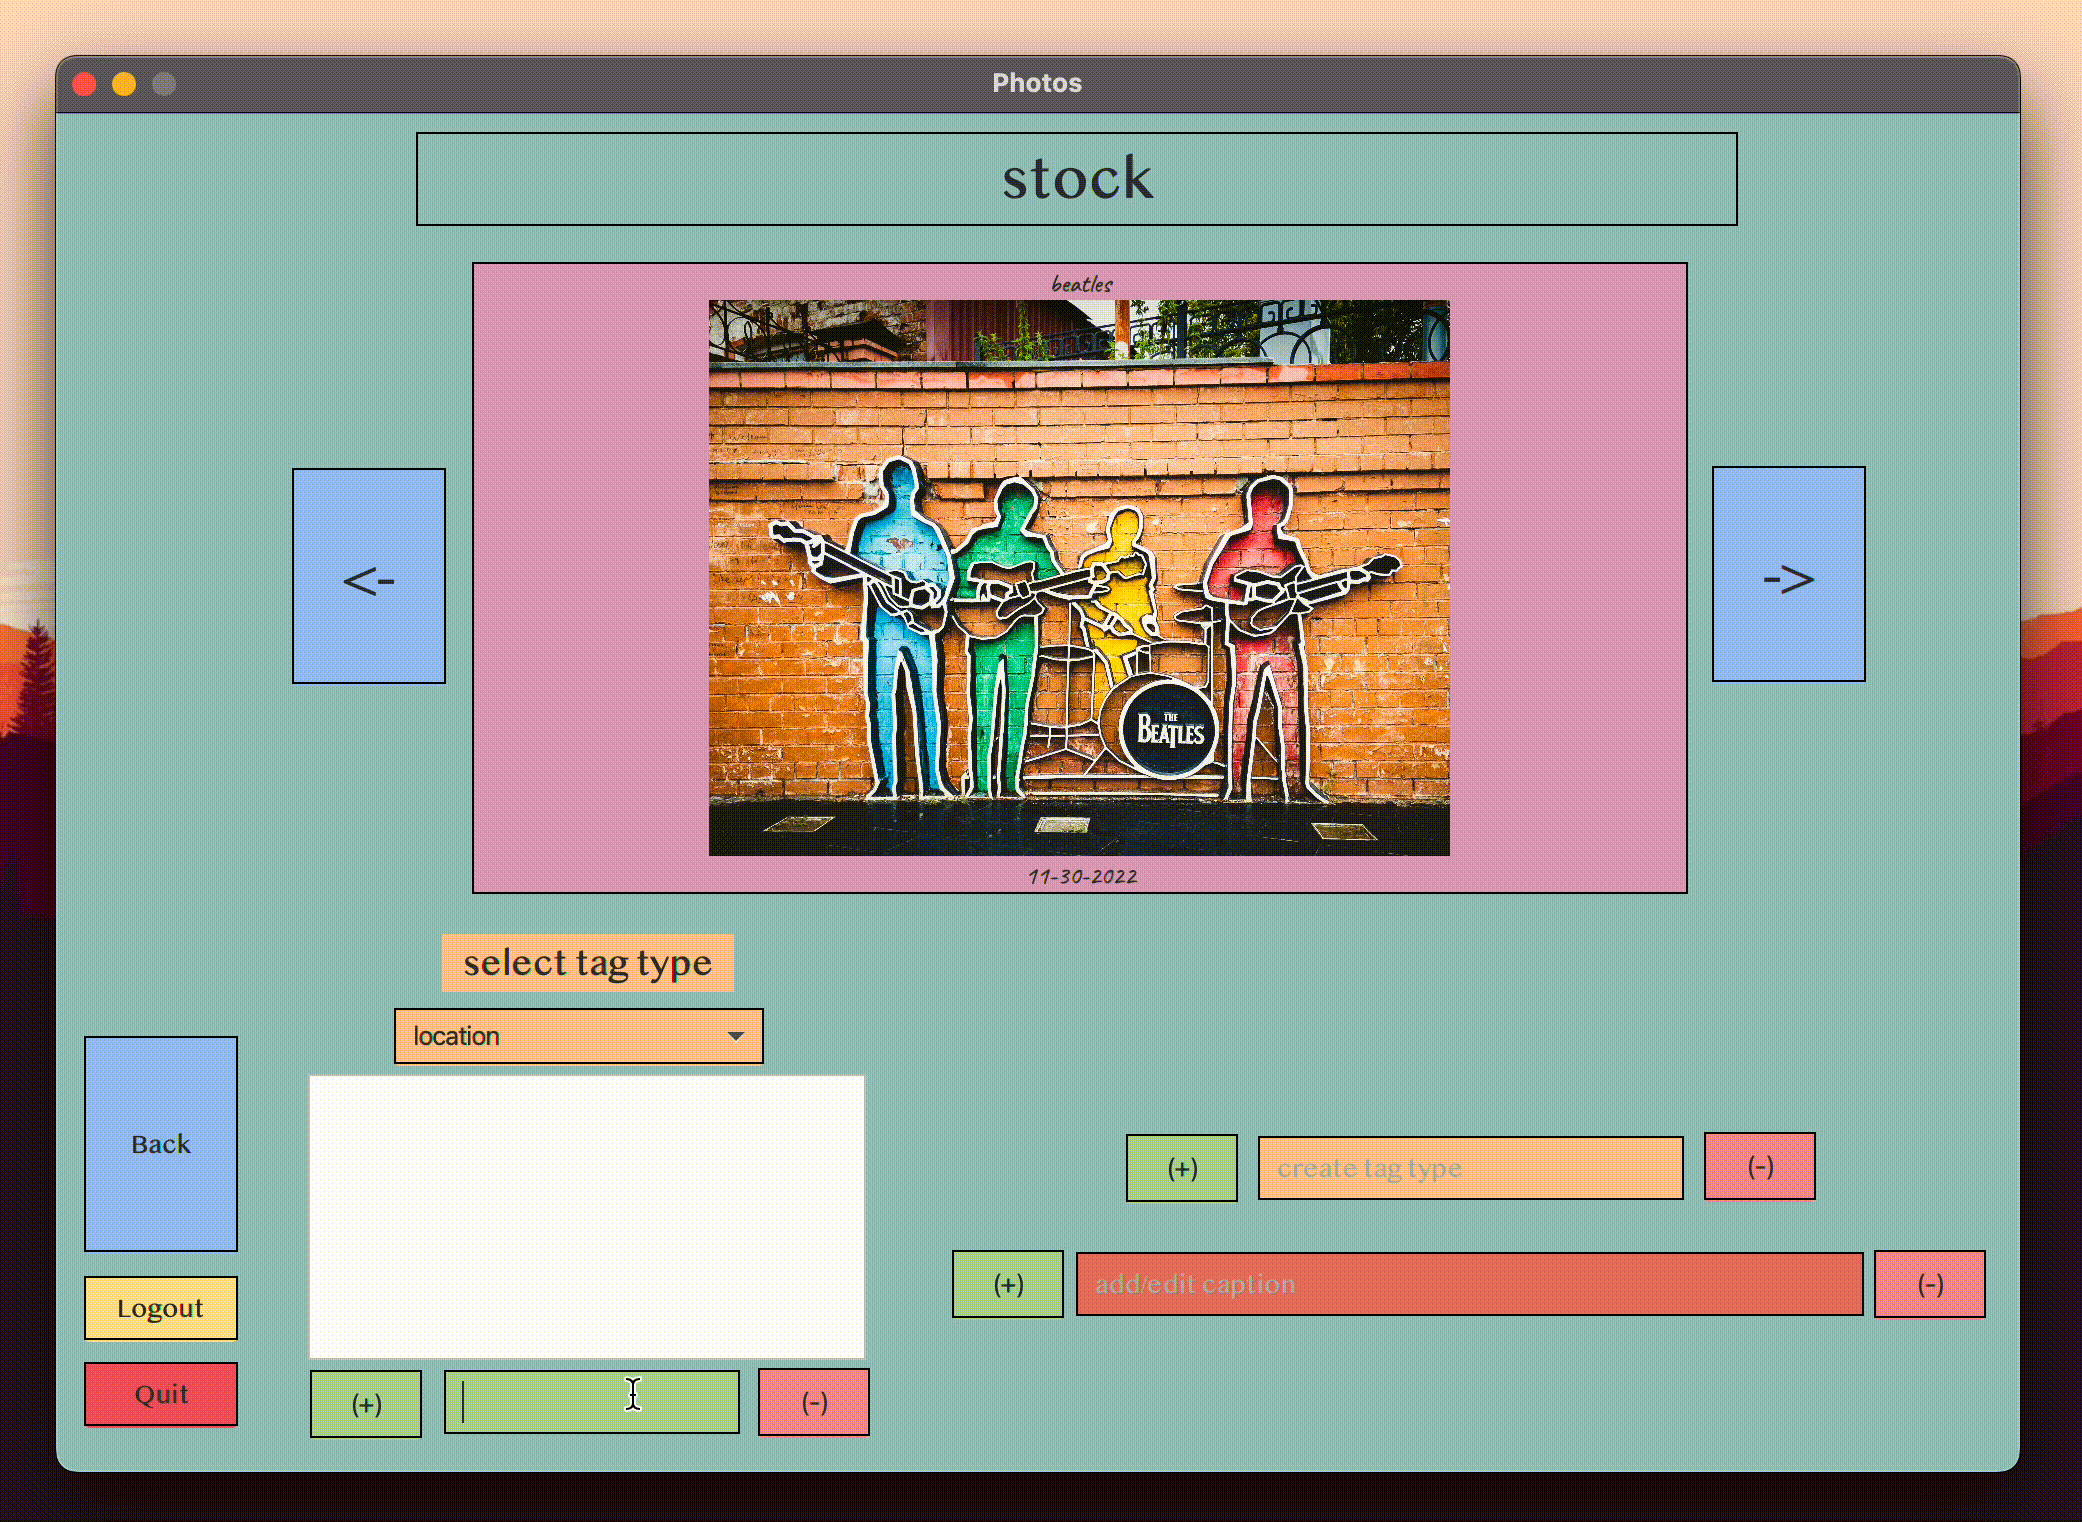 Photos
stock
beatles
THE
BEATLES
11-30-2022
<-
->
select tag type
location
Back
Logout
Quit
(+)
(-)
(+)
create tag type
(-)
(+)
add/edit caption
(-)